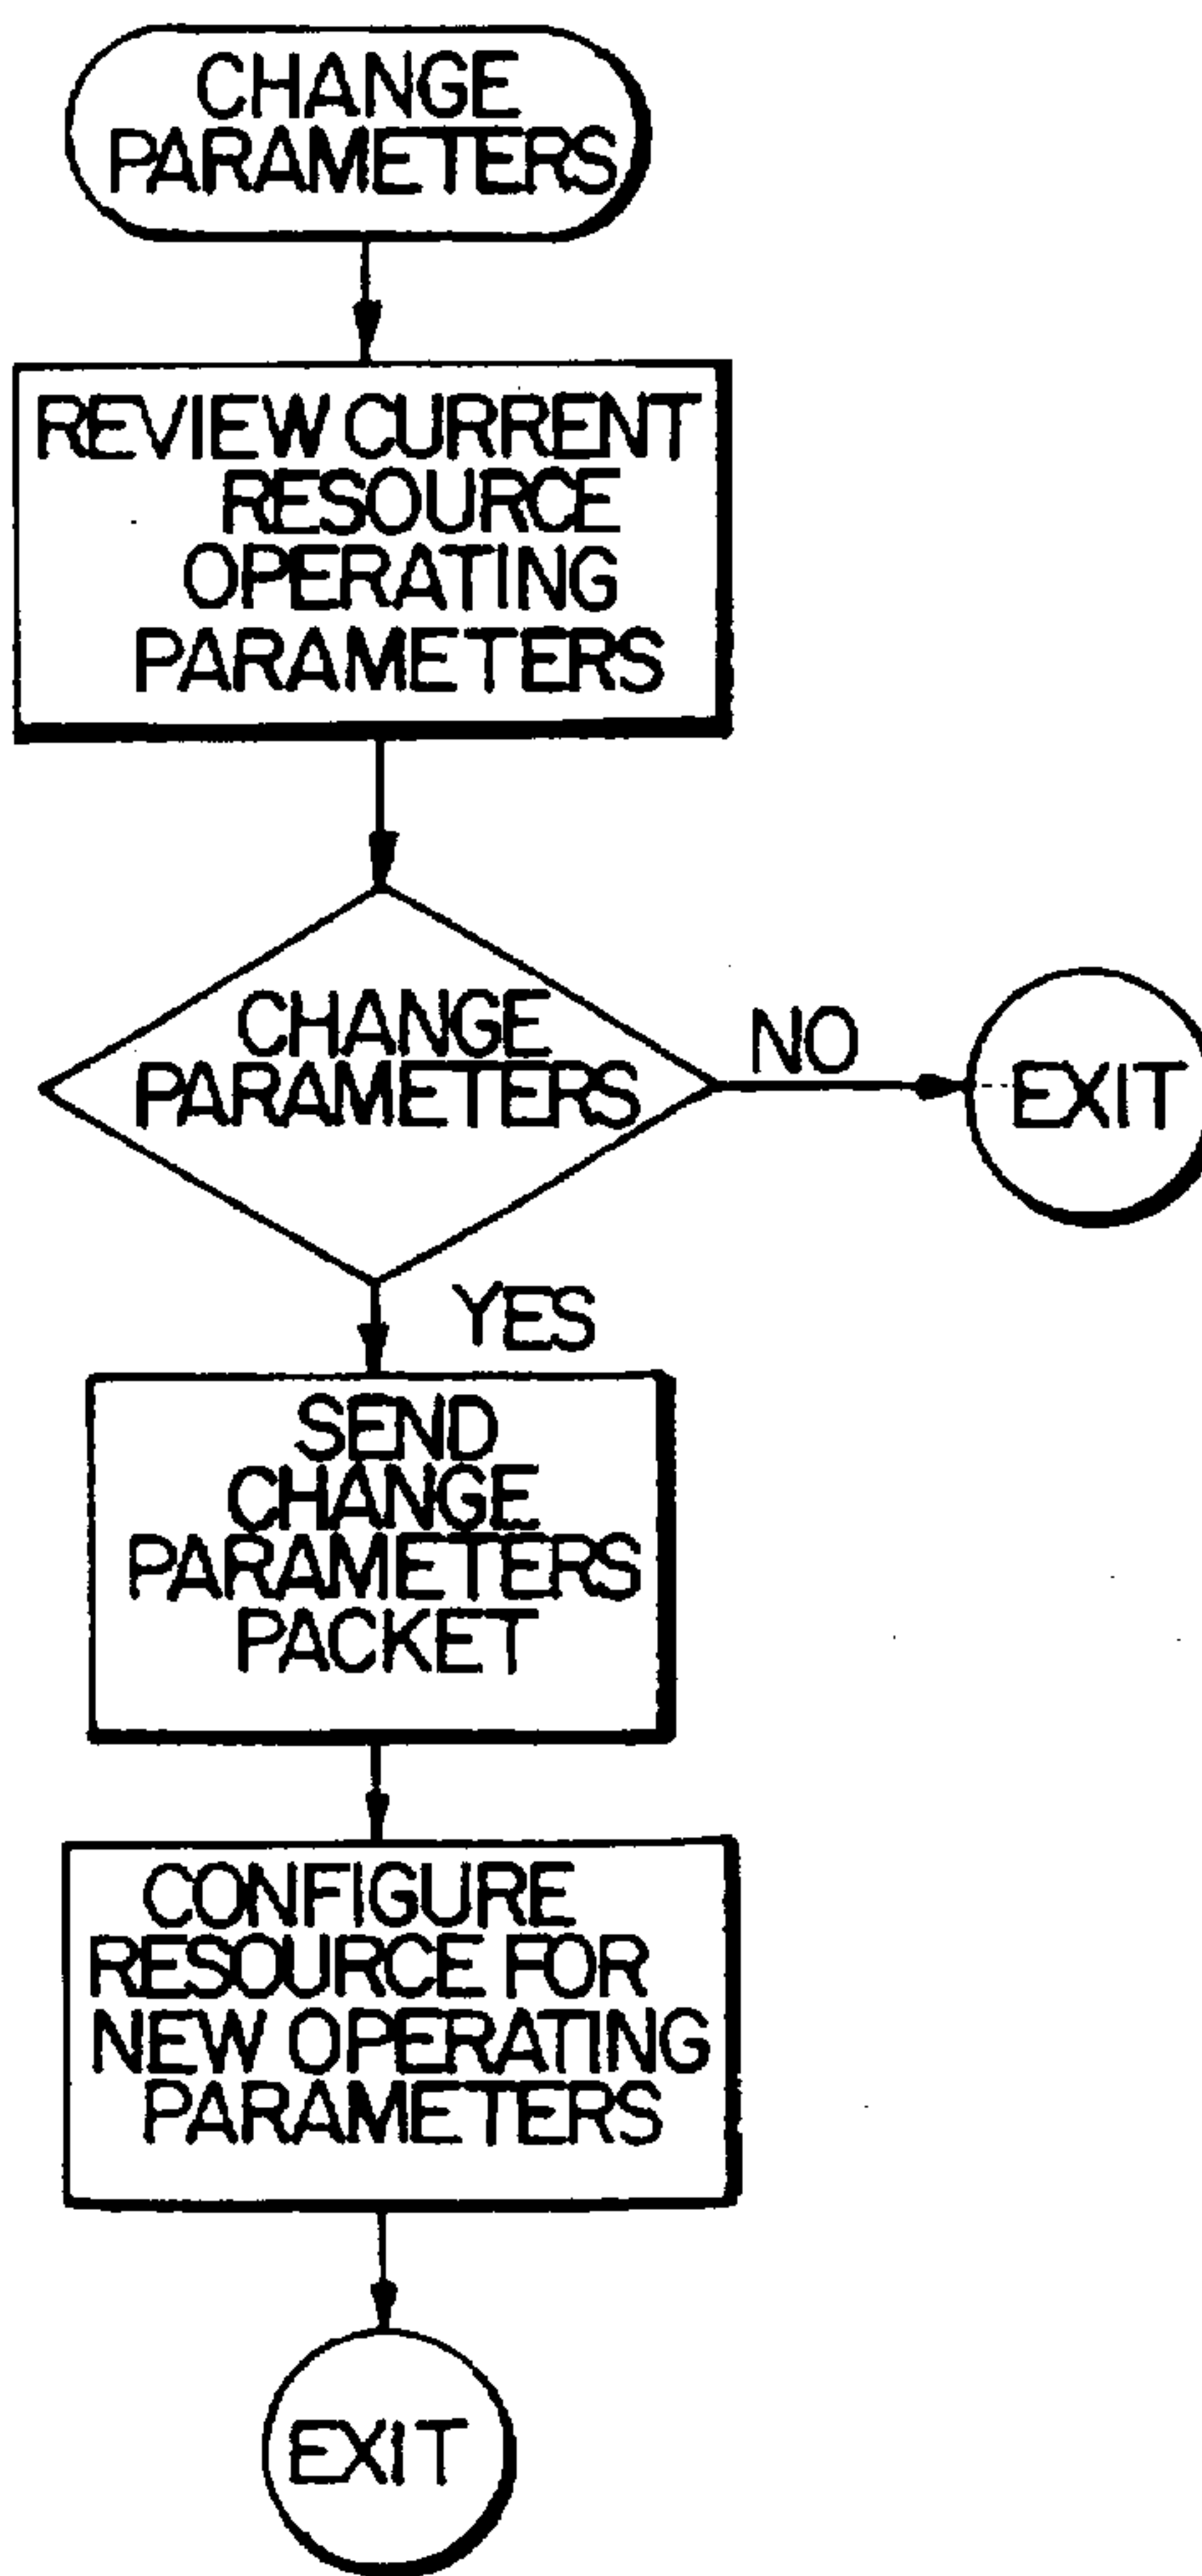 CHANGE
PARAMETERS
REVIEW CURRENT
RESOURCE
OPERATING
PARAMETERS
CHANGE
PARAMETERS
NO
EXIT
YES
SEND
CHANGE
PARAMETERS
PACKET
CONFIGURE
RESOURCE FOR
NEW OPERATING
PARAMETERS
EXIT